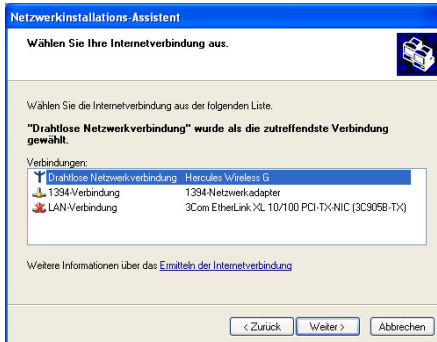 Netzwerkinstallations-Assistent
Wählen Sie Ihre Internetverbindung aus.
Wählen Sie die Internetverbindung aus der folgenden Liste.
"Drahtlose Netzwerkverbindung" wurde als die zutreffendste Verbindung
gewählt.
Verbindungen:
Drahtlose Netzwerkverbindung Hercules Wireless G
1394-Verbindung 1394-Netzwerkadapter
LAN-Verbindung 3Com EtherLink XL 10/100 PCI-TX-NIC (3C905B-TX)
Weitere Informationen über das Ermitteln der Internetverbindung
< Zurück Weiter > Abbrechen